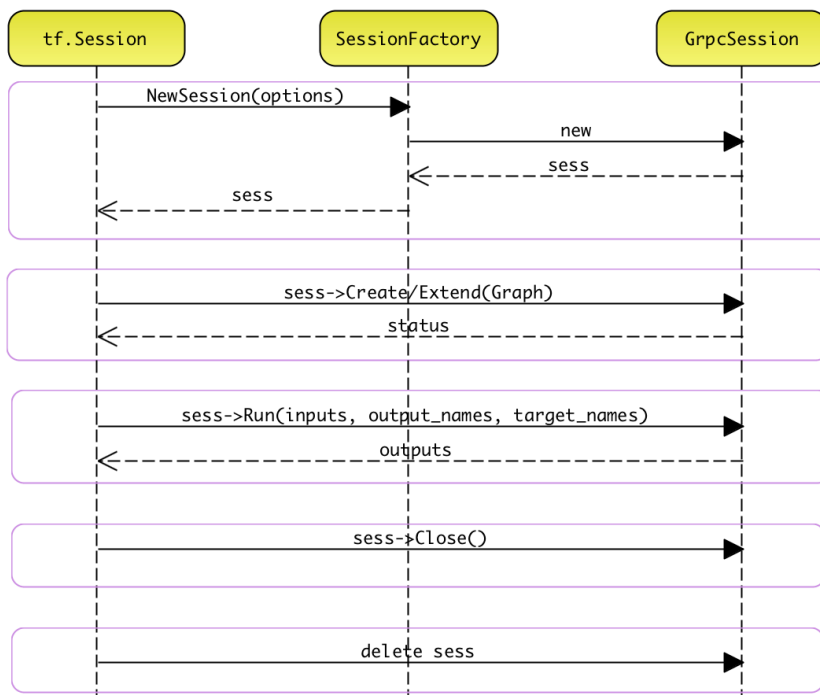 tf.Session
SessionFactory
GrpcSession
NewSession(options)
new
sess
sess
sess->Create/Extend(Graph)
status
sess->Run(inputs, output_names, target_names)
outputs
sess->Close()
delete sess